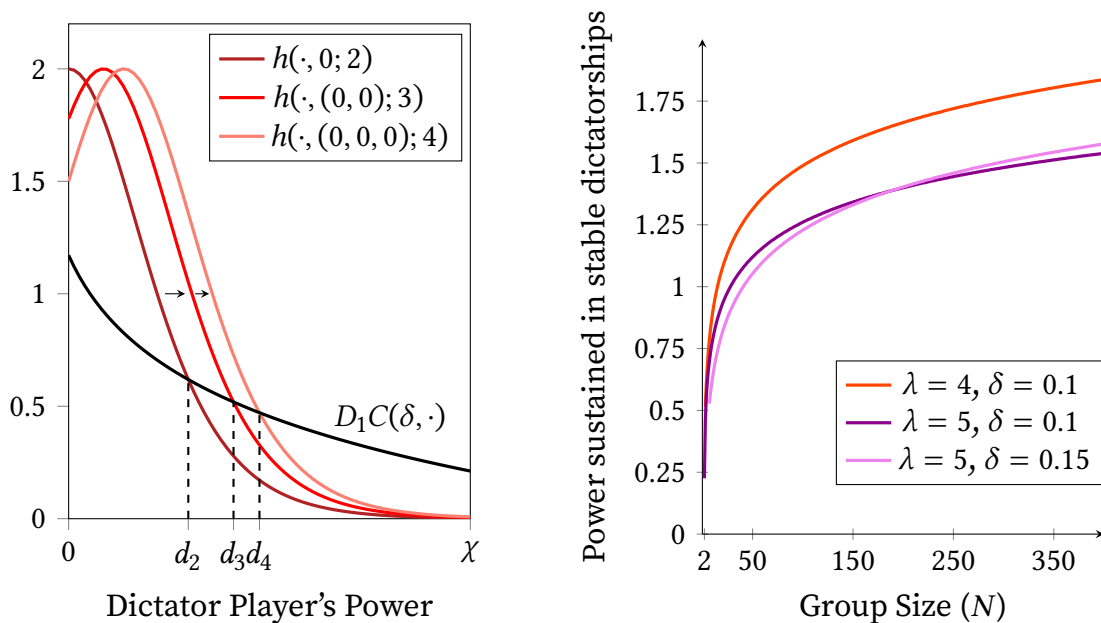 2
1.5
1
0.5
0
h(·, 0; 2)
h(·, (0, 0); 3)
h(·, (0, 0, 0); 4)
D₁C(δ, ·)
0
d₂
d₃
d₄
χ
Dictator Player's Power
Power sustained in stable dictatorships
1.75
1.5
1.25
1
0.75
0.5
0.25
0
λ = 4, δ = 0.1
λ = 5, δ = 0.1
λ = 5, δ = 0.15
2
50
150
250
350
Group Size (N)